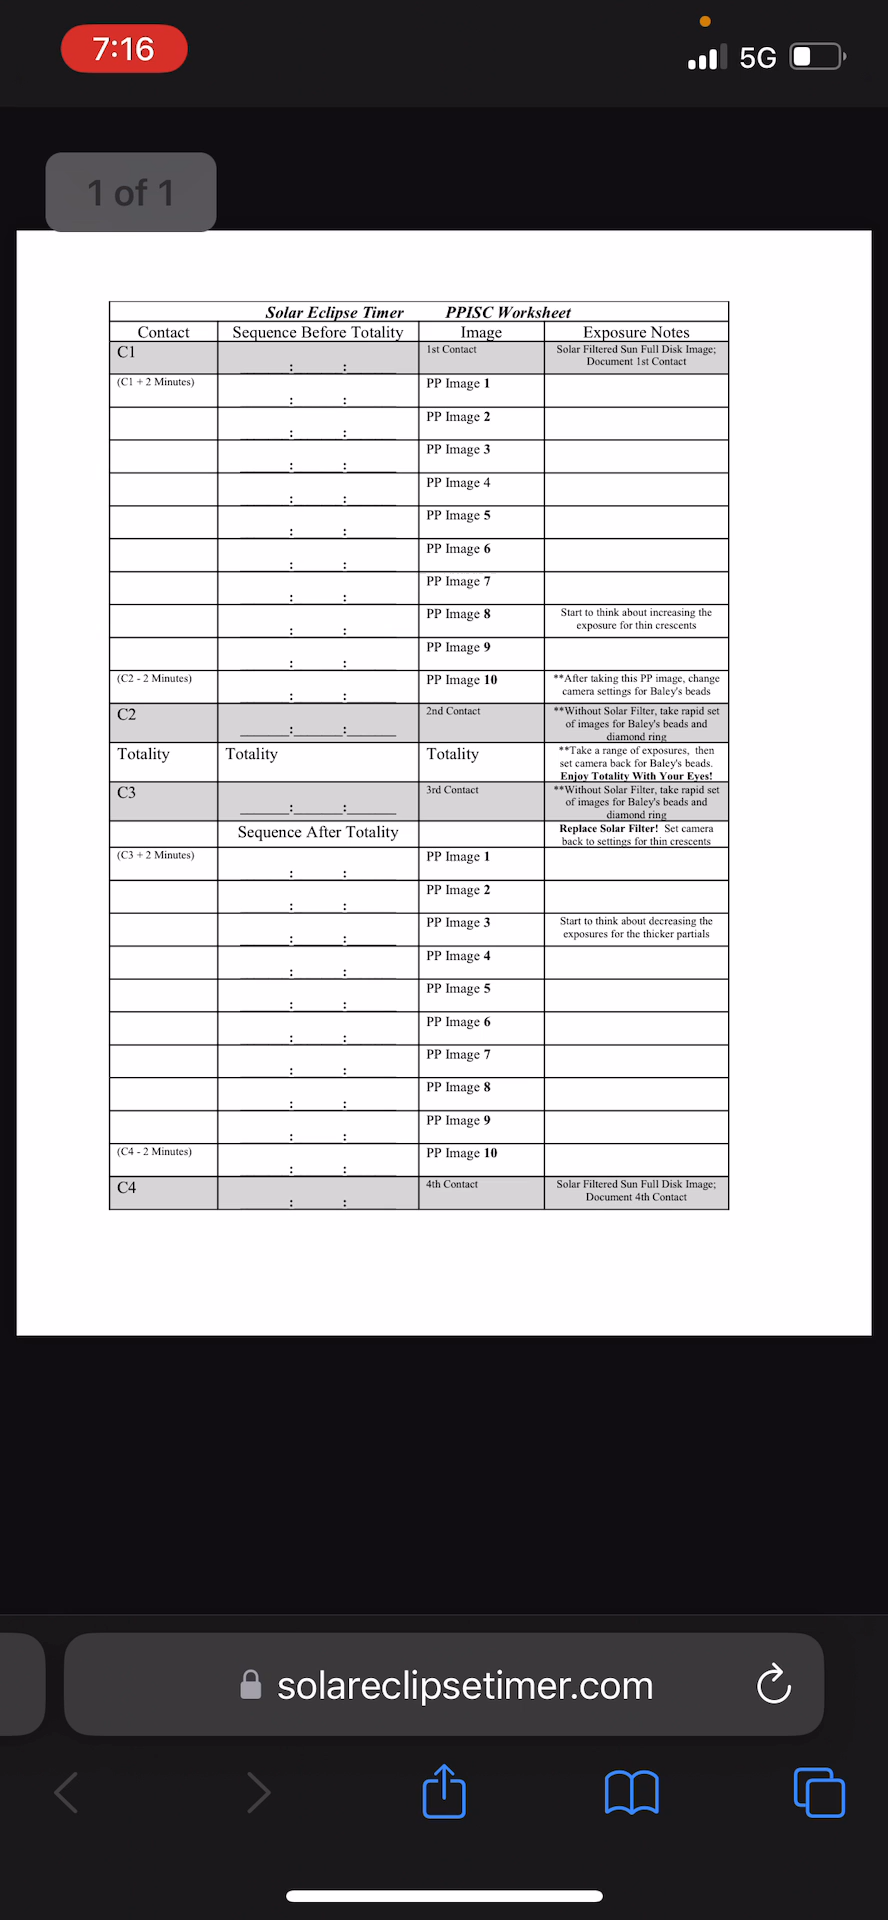 7:16
5G
1 of 1
Solar Eclipse Timer PPISC Worksheet
Contact Sequence Before Totality Image Exposure Notes
C1 : : 1st Contact Solar Filtered Sun Full Disk Image;
Document 1st Contact
(C1 + 2 Minutes) : : PP Image 1
: : PP Image 2
: : PP Image 3
: : PP Image 4
: : PP Image 5
: : PP Image 6
: : PP Image 7
: : PP Image 8 Start to think about increasing the
exposure for thin crescents
: : PP Image 9
(C2 - 2 Minutes) : : PP Image 10 **After taking this PP image, change
camera settings for Baley's beads
C2 : : 2nd Contact **Without Solar Filter, take rapid set
of images for Baley's beads and
diamond ring
Totality Totality Totality **Take a range of exposures, then
set camera back for Baley's beads.
Enjoy Totality With Your Eyes!
C3 : : 3rd Contact **Without Solar Filter, take rapid set
of images for Baley's beads and
diamond ring
Sequence After Totality Replace Solar Filter! Set camera
back to settings for thin crescents
(C3 + 2 Minutes) : : PP Image 1
: : PP Image 2
: : PP Image 3 Start to think about decreasing the
exposures for the thicker partials
: : PP Image 4
: : PP Image 5
: : PP Image 6
: : PP Image 7
: : PP Image 8
: : PP Image 9
(C4 - 2 Minutes) : : PP Image 10
C4 : : 4th Contact Solar Filtered Sun Full Disk Image;
Document 4th Contact
solareclipsetimer.com